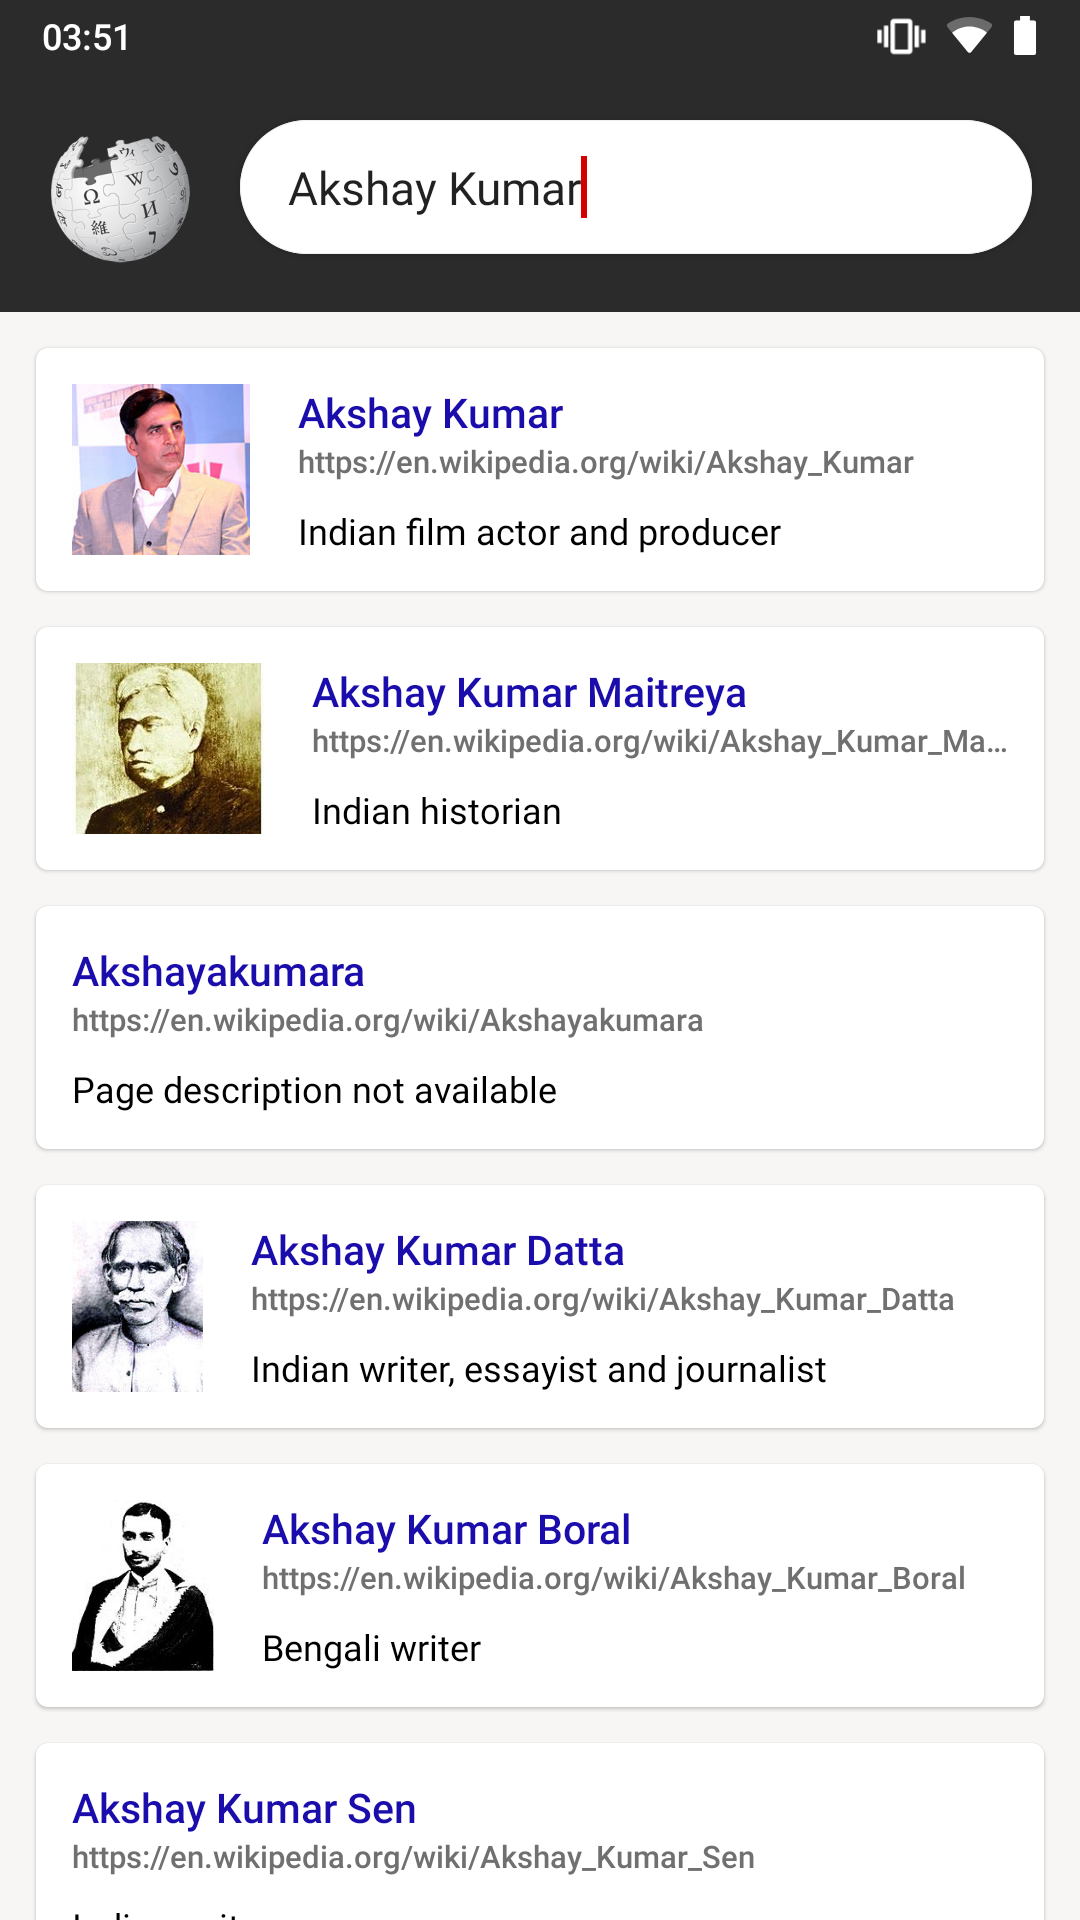 03:51
Akshay Kumar
Akshay Kumar
https://en.wikipedia.org/wiki/Akshay_Kumar
Indian film actor and producer
Akshay Kumar Maitreya
https://en.wikipedia.org/wiki/Akshay_Kumar_Ma...
Indian historian
Akshayakumara
https://en.wikipedia.org/wiki/Akshayakumara
Page description not available
Akshay Kumar Datta
https://en.wikipedia.org/wiki/Akshay_Kumar_Datta
Indian writer, essayist and journalist
Akshay Kumar Boral
https://en.wikipedia.org/wiki/Akshay_Kumar_Boral
Bengali writer
Akshay Kumar Sen
https://en.wikipedia.org/wiki/Akshay_Kumar_Sen